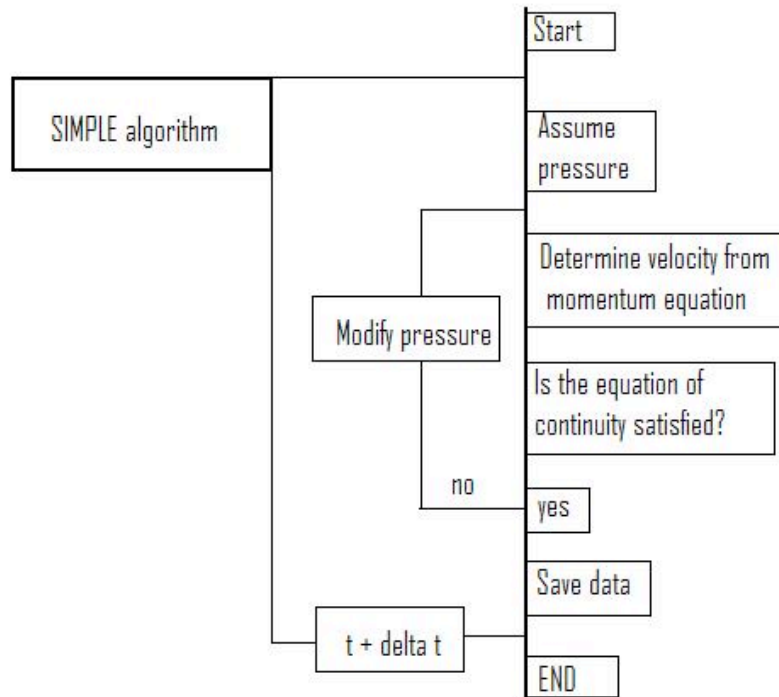 Start
SIMPLE algorithm
Assume
pressure
Determine velocity from
momentum equation
Modify pressure
Is the equation of
continuity satisfied?
no
yes
Save data
t + delta t
END